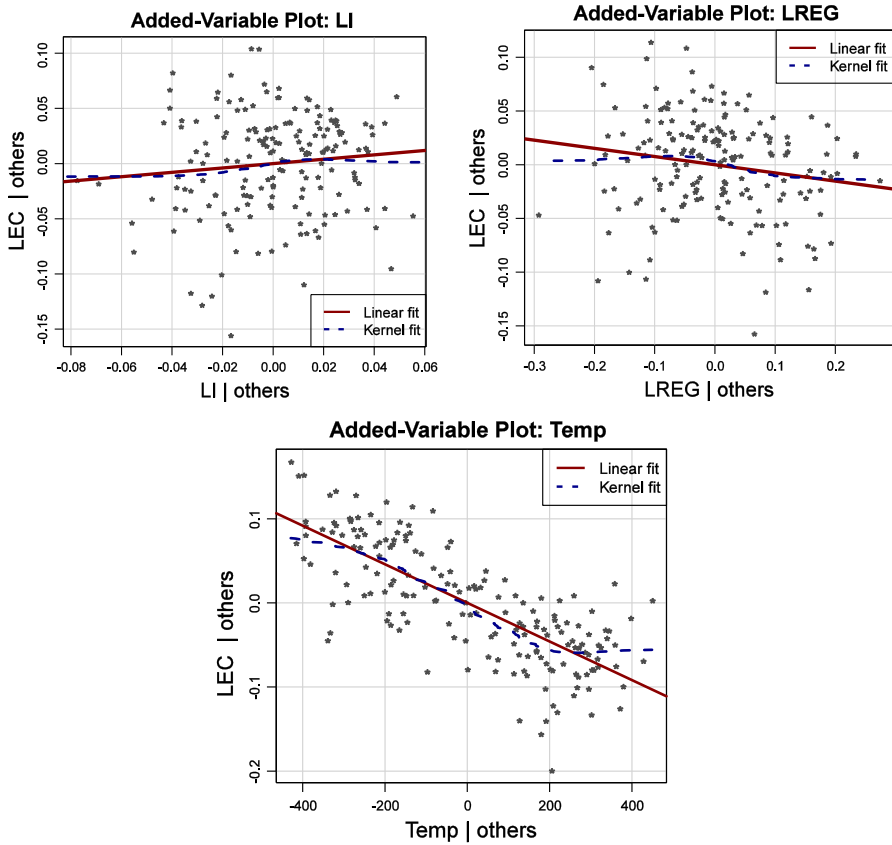 Added-Variable Plot: LI
LEC | others
0.10
0.05
0.00
-0.05
-0.10
-0.15
Linear fit
Kernel fit
-0.08 -0.06 -0.04 -0.02 0.00 0.02 0.04 0.06
LI | others
Added-Variable Plot: LREG
LEC | others
0.10
0.05
0.00
-0.05
-0.10
-0.15
Linear fit
Kernel fit
-0.3 -0.2 -0.1 0.0 0.1 0.2
LREG | others
Added-Variable Plot: Temp
LEC | others
0.1
0.0
-0.1
-0.2
Linear fit
Kernel fit
-400 -200 0 200 400
Temp | others